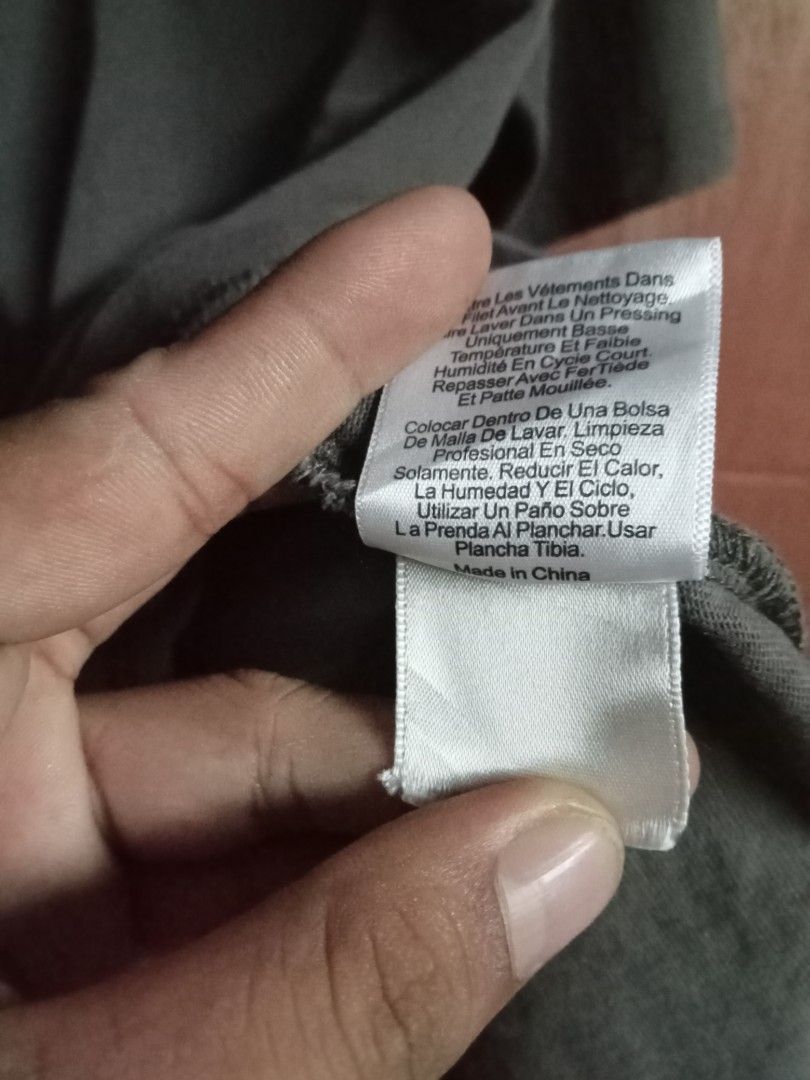 Les Vêtements Dans
Filet Avant Le Nettoyage.
Laver Dans Un Pressing
Uniquement Basse
Température Et Faible
Humidité En Cycle Court.
Repasser Avec FerTiède
Et Patte Mouillée.
Colocar Dentro De Una Bolsa
De Malla De Lavar. Limpieza
Profesional En Seco
Solamente. Reducir El Calor,
La Humedad Y El Ciclo,
Utilizar Un Paño Sobre
La Prenda Al Planchar.Usar
Plancha Tibia.
Made in China